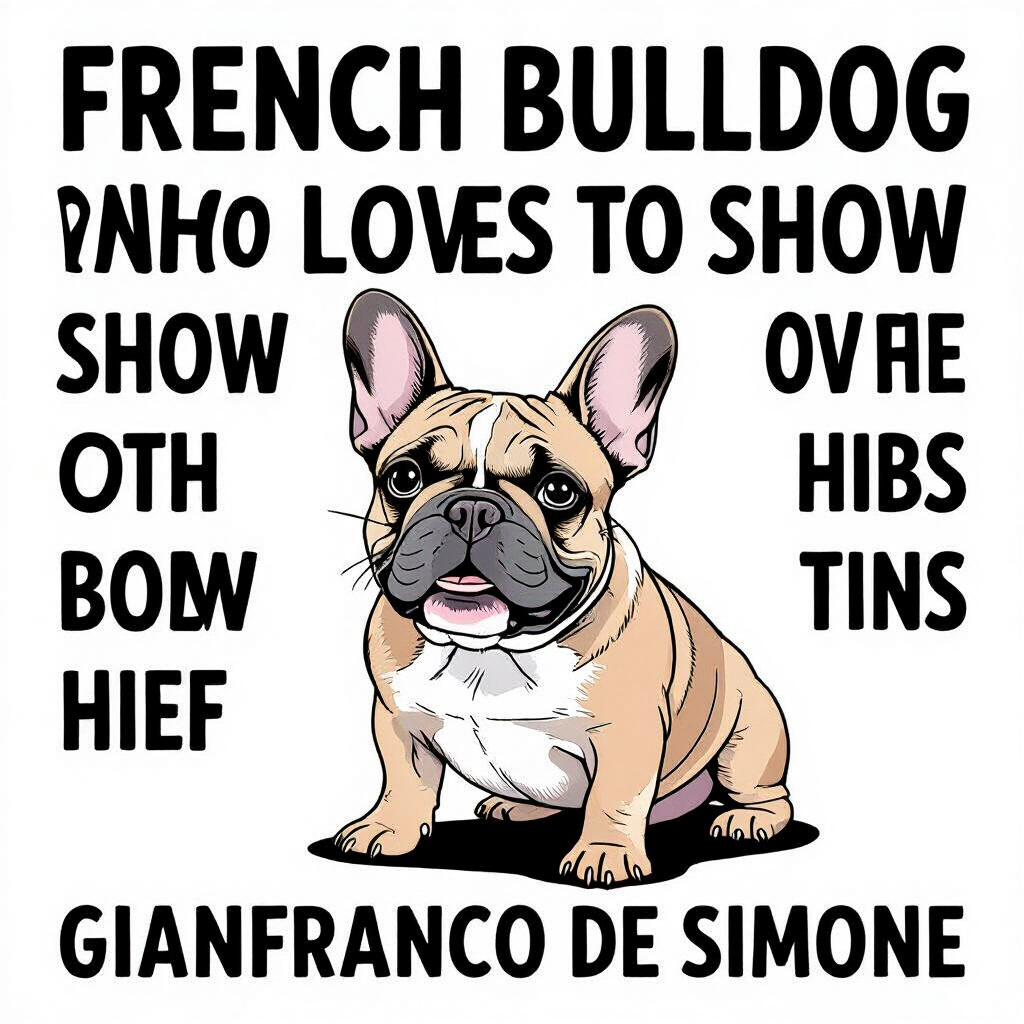 FRENCH BULLDOG
LOVES TO SHOW
SHOW
OTH
HIBS
TINS
HIEF
GIANFRANCO DE SIMONE